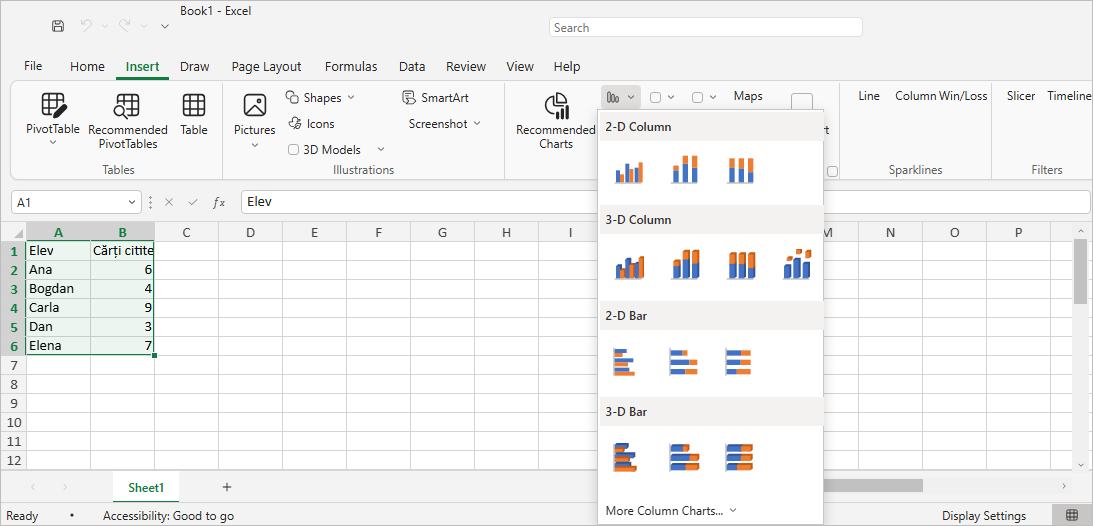 Book1 - Excel
Search
File Home Insert Draw Page Layout Formulas Data Review View Help
PivotTable
Recommended
PivotTables
Table
Tables
Pictures
Shapes
Icons
3D Models
SmartArt
Screenshot
Illustrations
Recommended
Charts
Maps
Line Column Win/Loss
Sparklines
Slicer Timeline
Filters
A1
fx
Elev
A B C D E F G H I M N O P
1 Elev Cărți citite
2 Ana 6
3 Bogdan 4
4 Carla 9
5 Dan 3
6 Elena 7
7
8
9
10
11
12
2-D Column
3-D Column
2-D Bar
3-D Bar
More Column Charts...
Sheet1
Ready
Accessibility: Good to go
Display Settings